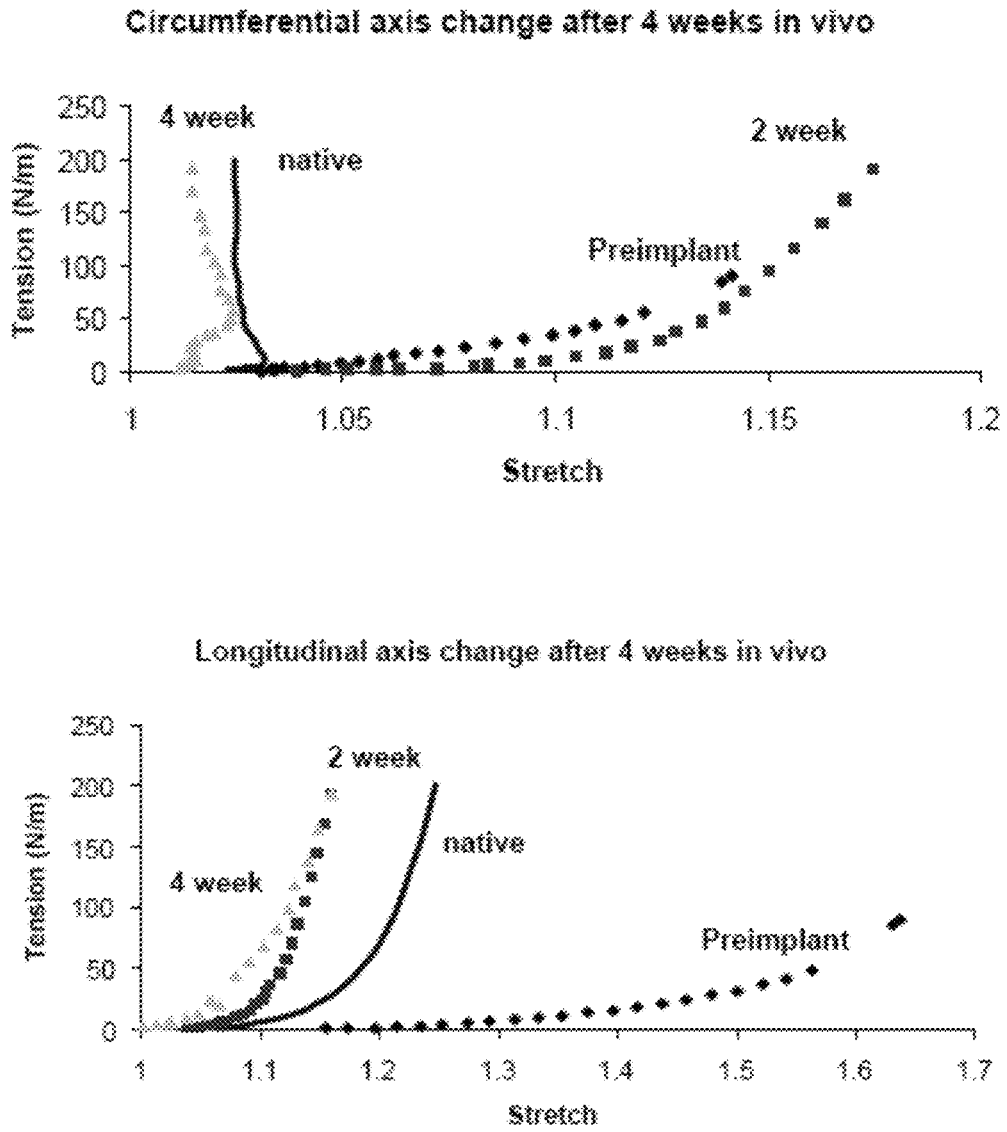 Circumferential axis change after 4 weeks in vivo
250
200
150
100
50
0
Tension (N/m)
4 week
native
2 week
Preimplant
1
1.05
1.1
1.15
1.2
Stretch
Longitudinal axis change after 4 weeks in vivo
250
200
150
100
50
0
Tension (N/m)
2 week
native
4 week
Preimplant
1
1.1
1.2
1.3
1.4
1.5
1.6
1.7
Stretch